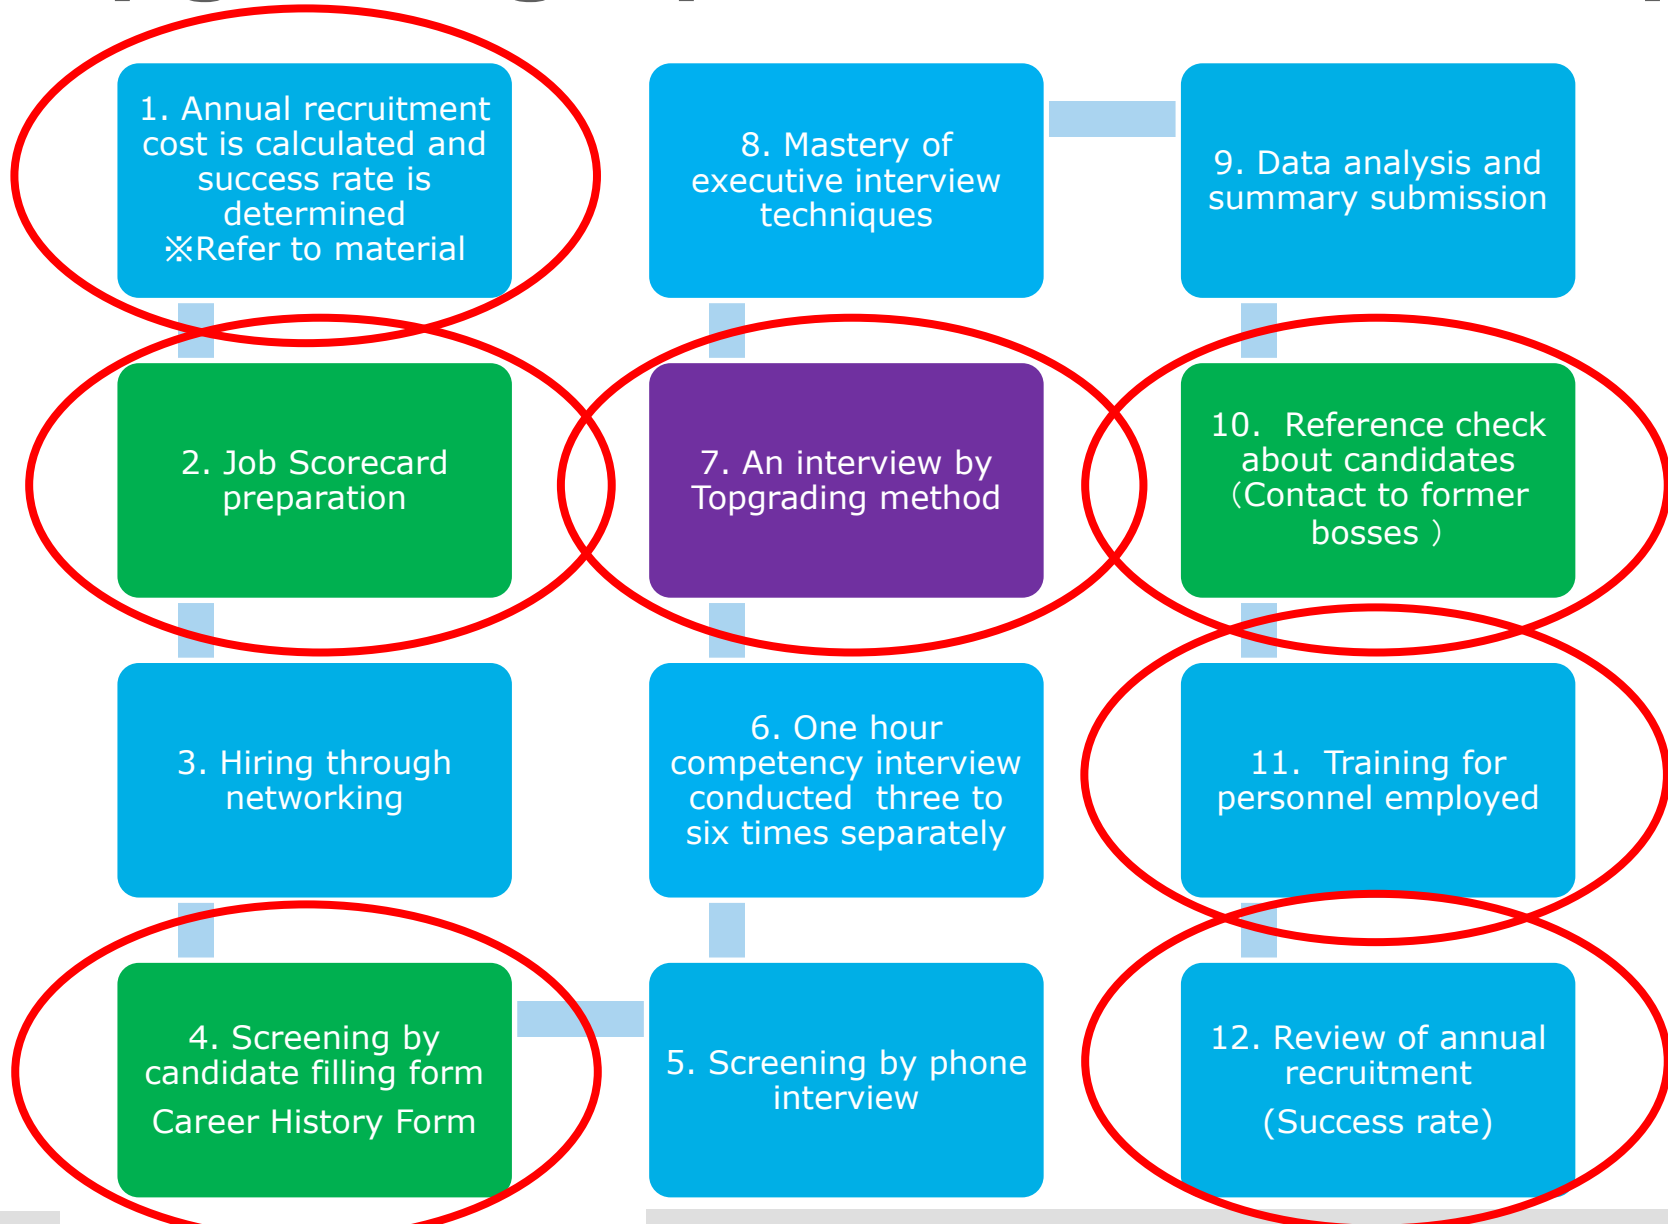 1. Annual recruitment
cost is calculated and
success rate is
determined
※Refer to material
2. Job Scorecard
preparation
3. Hiring through
networking
4. Screening by
candidate filling form
Career History Form
5. Screening by phone
interview
6. One hour
competency interview
conducted  three to
six times separately
7. An interview by
Topgrading method
8. Mastery of
executive interview
techniques
9. Data analysis and
summary submission
10.  Reference check
about candidates
（Contact to former
bosses ）
11.  Training for
personnel employed
12. Review of annual
recruitment
(Success rate)